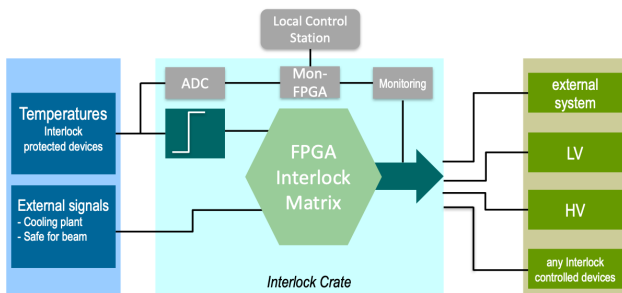 Local Control
Station
ADC
Mon-
FPGA
Monitoring
Temperatures
Interlock
protected devices
External signals
- Cooling plant
- Safe for beam
FPGA
Interlock
Matrix
Interlock Crate
external
system
LV
HV
any Interlock
controlled devices